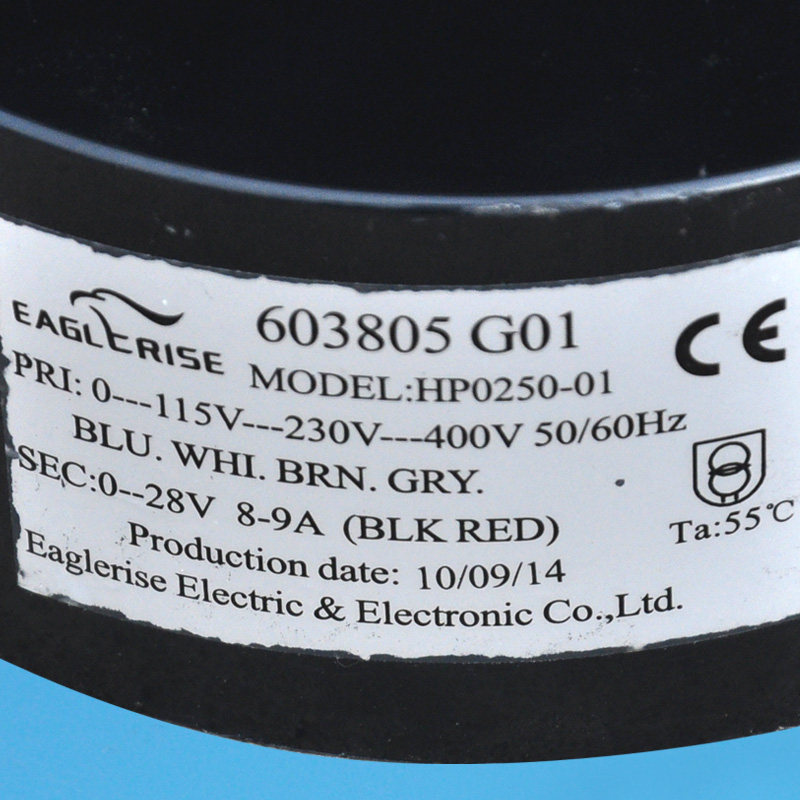 EAGLERISE
603805 G01
CE
MODEL:HP0250-01
PRI: 0---115V---230V---400V 50/60Hz
BLU. WHI. BRN. GRY.
SEC:0--28V 8-9A (BLK RED)
Ta:55℃
Production date: 10/09/14
Eaglerise Electric & Electronic Co.,Ltd.